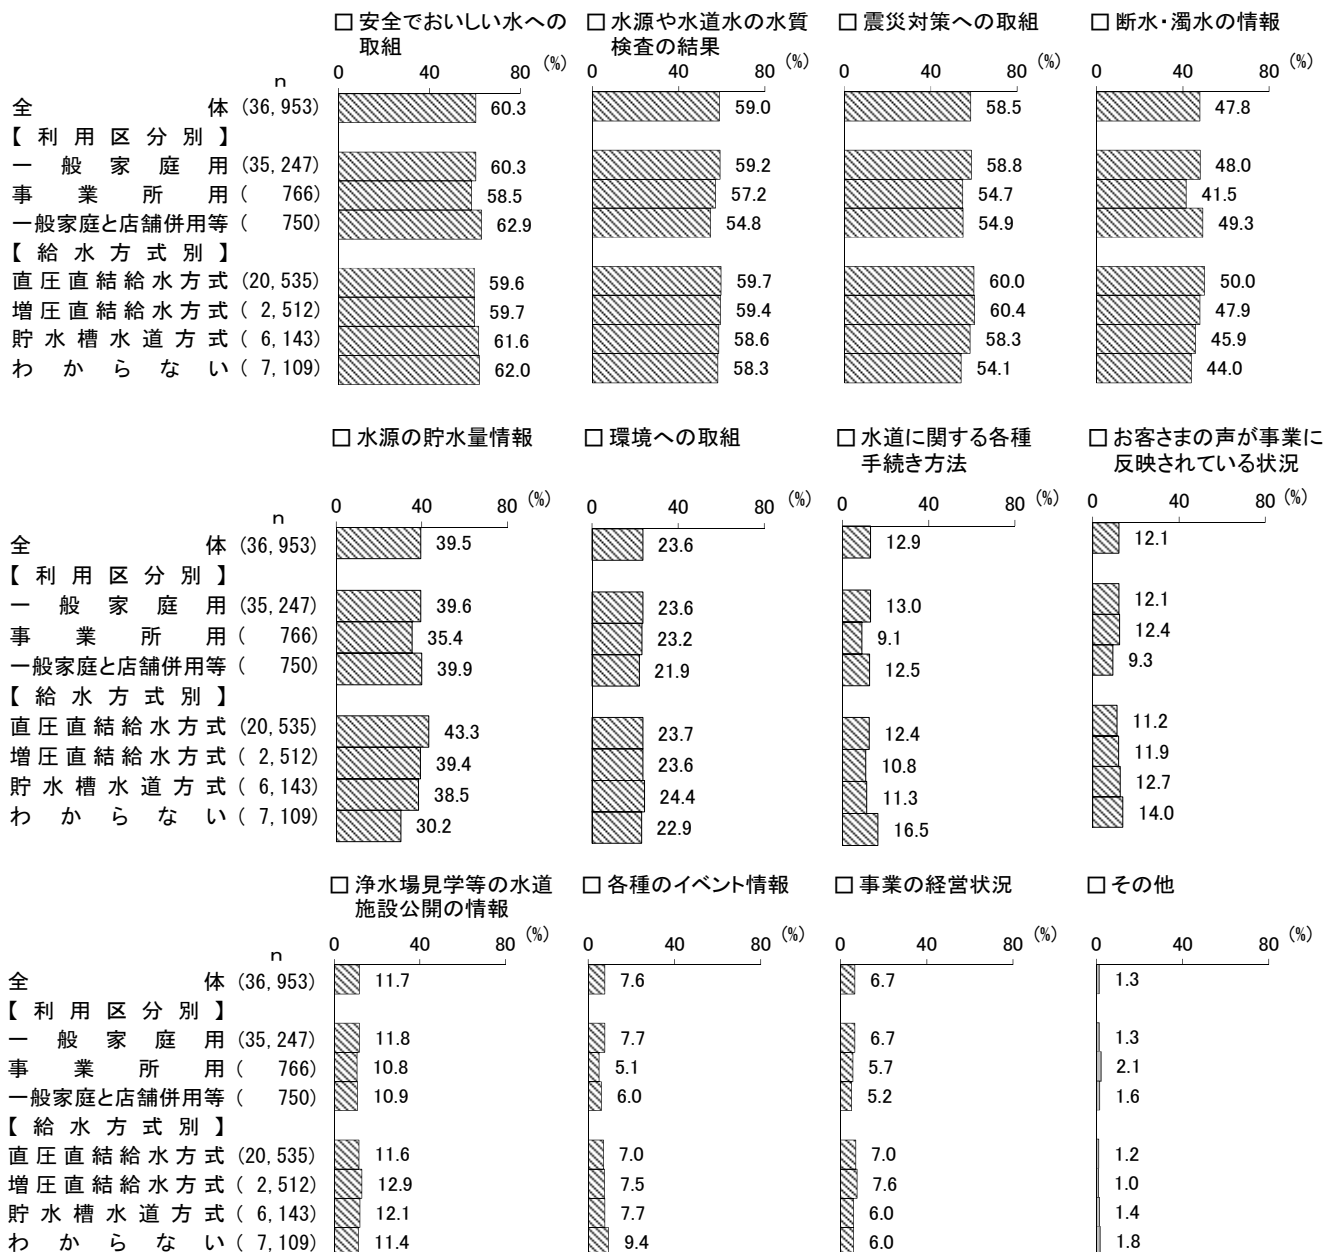 □ 安全でおいしい水への取組
□ 水源や水道水の水質検査の結果
□ 震災対策への取組
□ 断水・濁水の情報
n 0 40 80 (%) 0 40 80 (%) 0 40 80 (%) 0 40 80 (%)
全体 (36,953) 60.3 59.0 58.5 47.8
【利用区分別】
一般家庭用 (35,247) 60.3 59.2 58.8 48.0
事業所用 ( 766) 58.5 57.2 54.7 41.5
一般家庭と店舗併用等 ( 750) 62.9 54.8 54.9 49.3
【給水方式別】
直圧直結給水方式 (20,535) 59.6 59.7 60.0 50.0
増圧直結給水方式 ( 2,512) 59.7 59.4 60.4 47.9
貯水槽水道方式 ( 6,143) 61.6 58.6 58.3 45.9
わからない ( 7,109) 62.0 58.3 54.1 44.0
□ 水源の貯水量情報
□ 環境への取組
□ 水道に関する各種手続き方法
□ お客さまの声が事業に反映されている状況
n 0 40 80 (%) 0 40 80 (%) 0 40 80 (%) 0 40 80 (%)
全体 (36,953) 39.5 23.6 12.9 12.1
【利用区分別】
一般家庭用 (35,247) 39.6 23.6 13.0 12.1
事業所用 ( 766) 35.4 23.2 9.1 12.4
一般家庭と店舗併用等 ( 750) 39.9 21.9 12.5 9.3
【給水方式別】
直圧直結給水方式 (20,535) 43.3 23.7 12.4 11.2
増圧直結給水方式 ( 2,512) 39.4 23.6 10.8 11.9
貯水槽水道方式 ( 6,143) 38.5 24.4 11.3 12.7
わからない ( 7,109) 30.2 22.9 16.5 14.0
□ 浄水場見学等の水道施設公開の情報
□ 各種のイベント情報
□ 事業の経営状況
□ その他
n 0 40 80 (%) 0 40 80 (%) 0 40 80 (%) 0 40 80 (%)
全体 (36,953) 11.7 7.6 6.7 1.3
【利用区分別】
一般家庭用 (35,247) 11.8 7.7 6.7 1.3
事業所用 ( 766) 10.8 5.1 5.7 2.1
一般家庭と店舗併用等 ( 750) 10.9 6.0 5.2 1.6
【給水方式別】
直圧直結給水方式 (20,535) 11.6 7.0 7.0 1.2
増圧直結給水方式 ( 2,512) 12.9 7.5 7.6 1.0
貯水槽水道方式 ( 6,143) 12.1 7.7 6.0 1.4
わからない ( 7,109) 11.4 9.4 6.0 1.8